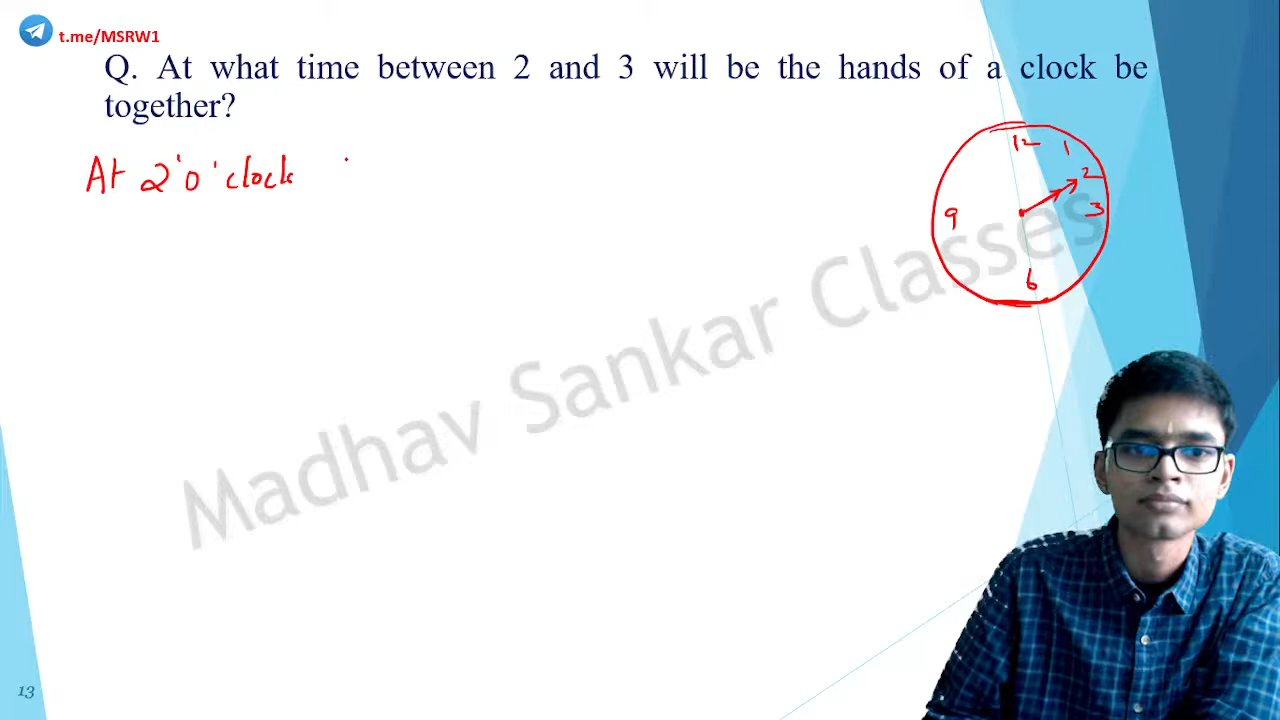 t.me/MSRW1
Q. At what time between 2 and 3 will be the hands of a clock be
together?
At 2'0'clock
12
1
2
9
3
6
Madhav Sankar Classes
13